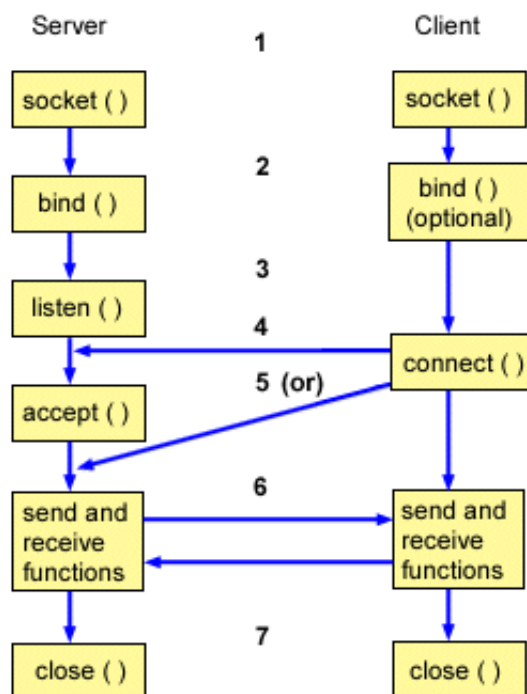 Server
1
Client
socket ( )
socket ( )
2
bind ( )
bind ( )
(optional)
3
listen ( )
4
connect ( )
5 (or)
accept ( )
6
send and
receive
functions
send and
receive
functions
7
close ( )
close ( )